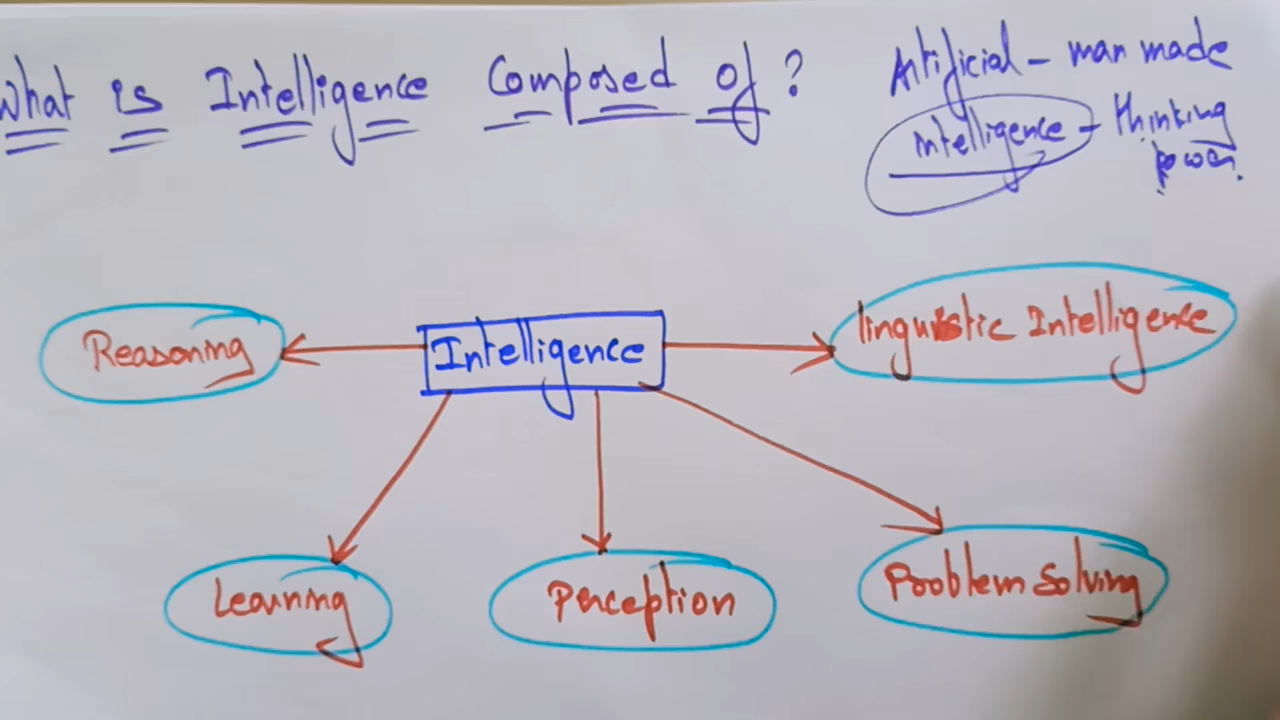 What is Intelligence Composed of?
Artificial - man made
Intelligence - thinking
power.
Reasoning
Intelligence
linguistic Intelligence
Learning
Perception
Problem Solving